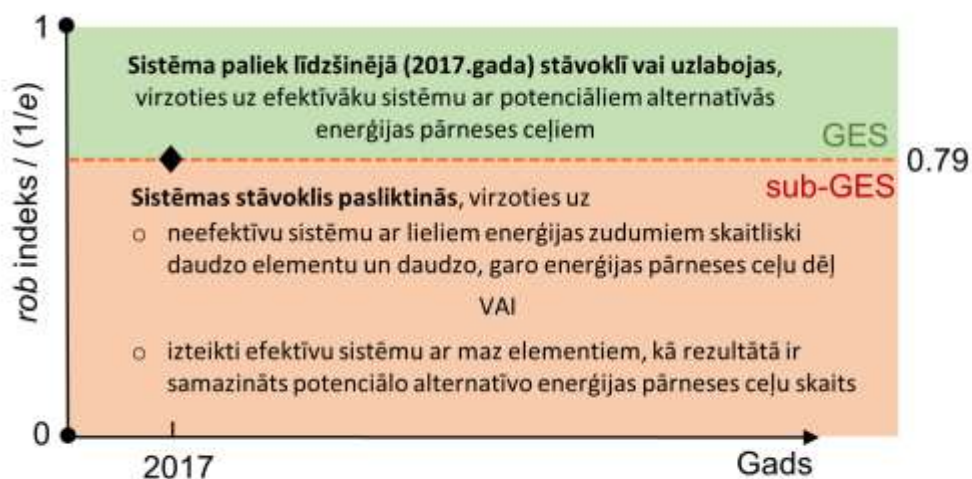 1
Sistēma paliek līdzšinējā (2017.gada) stāvoklī vai uzlabojas,
virzoties uz efektīvāku sistēmu ar potenciāliem alternatīvās
enerģijas pārneses ceļiem
GES
0.79
sub-GES
Sistēmas stāvoklis pasliktinās, virzoties uz
○ neefektīvu sistēmu ar lieliem enerģijas zudumiem skaitliski
daudzo elementu un daudzo, garo enerģijas pārneses ceļu dēļ
VAI
○ izteikti efektīvu sistēmu ar maz elementiem, kā rezultātā ir
samazināts potenciālo alternatīvo enerģijas pārneses ceļu skaits
rob indeks / (1/e)
0
2017
Gads